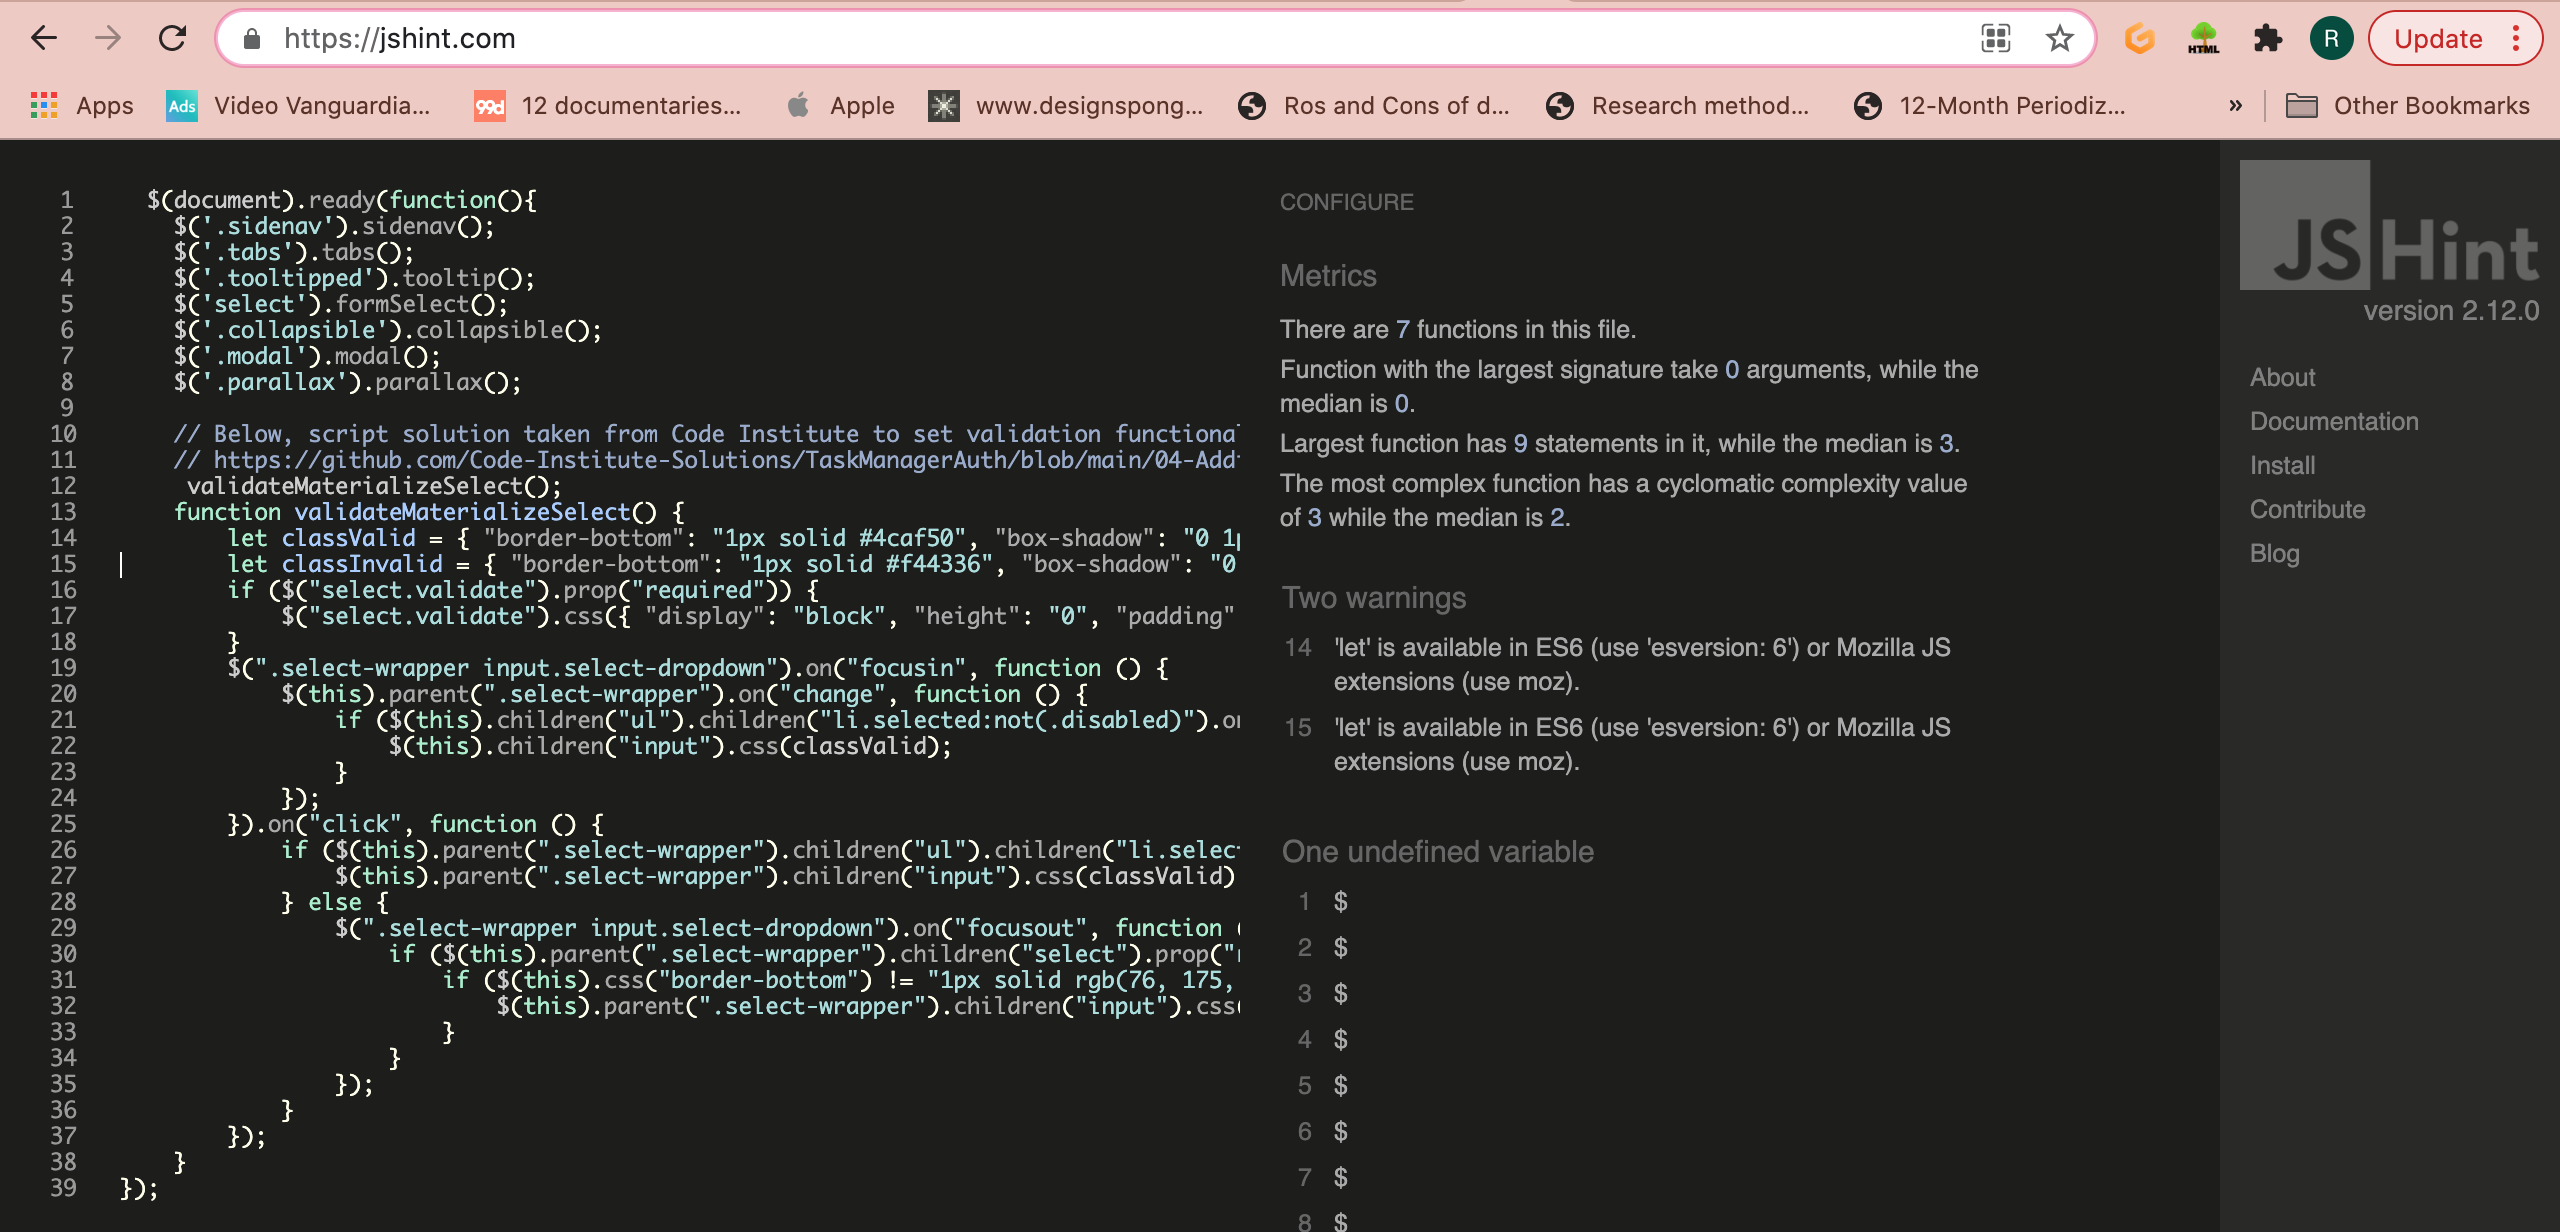 https://jshint.com
R
Update
HTML
Apps
Ads Video Vanguardia...
99d 12 documentaries...
Apple
www.designspong...
Ros and Cons of d...
Research method...
12-Month Periodiz...
»
Other Bookmarks
1 $(document).ready(function(){
2 $('.sidenav').sidenav();
3 $('.tabs').tabs();
4 $('.tooltipped').tooltip();
5 $('select').formSelect();
6 $('.collapsible').collapsible();
7 $('.modal').modal();
8 $('.parallax').parallax();
9
10 // Below, script solution taken from Code Institute to set validation
11 // https://github.com/Code-Institute-Solutions/TaskManagerAuth/blob/main/
12 validateMaterializeSelect();
13 function validateMaterializeSelect() {
14 let classValid = { "border-bottom": "1px solid #4caf50", "box-shadow": "0
15 let classInvalid = { "border-bottom": "1px solid #f44336", "box-shadow": "0
16 if ($("select.validate").prop("required")) {
17 $("select.validate").css({ "display": "block", "height": "0", "padding"
18 }
19 $(".select-wrapper input.select-dropdown").on("focusin", function () {
20 $(this).parent(".select-wrapper").on("change", function () {
21 if ($(this).children("ul").children("li.selected:not(.disabled)").
22 $(this).children("input").css(classValid);
23 }
24 });
25 }).on("click", function () {
26 if ($(this).parent(".select-wrapper").children("ul").children("li.selec
27 $(this).parent(".select-wrapper").children("input").css(classValid)
28 } else {
29 $(".select-wrapper input.select-dropdown").on("focusout", function
30 if ($(this).parent(".select-wrapper").children("select").prop("
31 if ($(this).css("border-bottom") != "1px solid rgb(76, 175,
32 $(this).parent(".select-wrapper").children("input").css
33 }
34 }
35 });
36 }
37 });
38 }
39 });
CONFIGURE
Metrics
There are 7 functions in this file.
Function with the largest signature take 0 arguments, while the
median is 0.
Largest function has 9 statements in it, while the median is 3.
The most complex function has a cyclomatic complexity value
of 3 while the median is 2.
Two warnings
14 'let' is available in ES6 (use 'esversion: 6') or Mozilla JS
extensions (use moz).
15 'let' is available in ES6 (use 'esversion: 6') or Mozilla JS
extensions (use moz).
One undefined variable
1 $
2 $
3 $
4 $
5 $
6 $
7 $
8 $
JSHint
version 2.12.0
About
Documentation
Install
Contribute
Blog